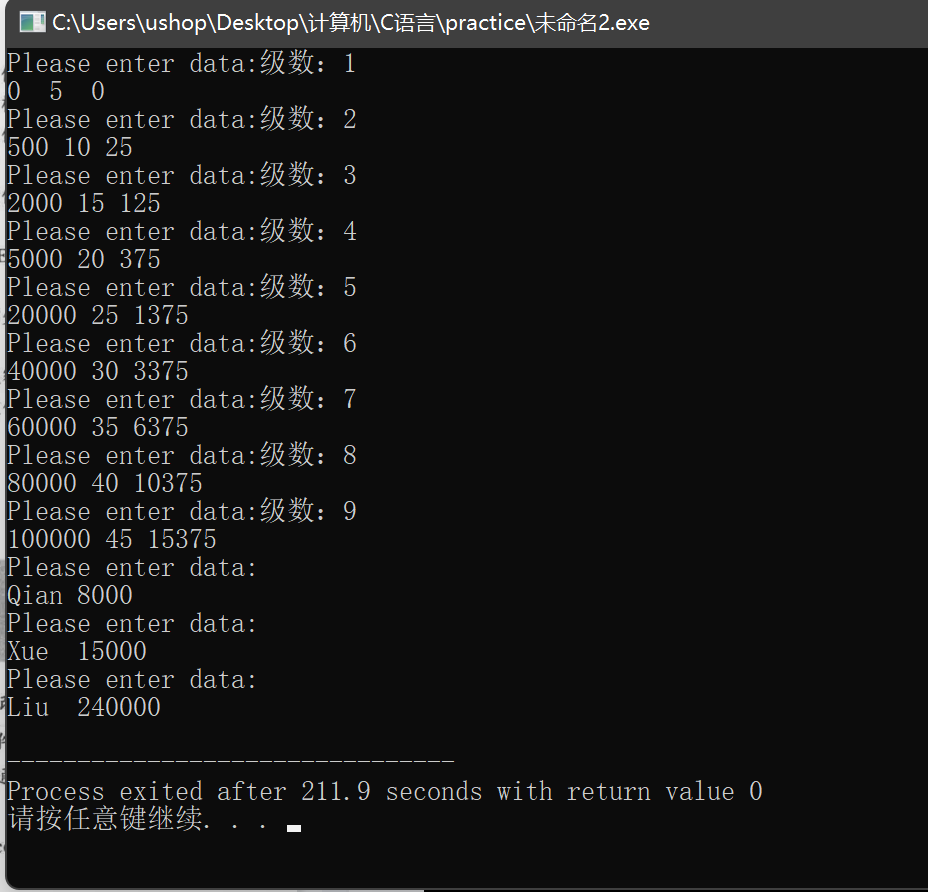 C:\Users\ushop\Desktop\计算机\C语言\practice\未命名2.exe
Please enter data:级数：1
0  5  0
Please enter data:级数：2
500 10 25
Please enter data:级数：3
2000 15 125
Please enter data:级数：4
5000 20 375
Please enter data:级数：5
20000 25 1375
Please enter data:级数：6
40000 30 3375
Please enter data:级数：7
60000 35 6375
Please enter data:级数：8
80000 40 10375
Please enter data:级数：9
100000 45 15375
Please enter data:
Qian 8000
Please enter data:
Xue  15000
Please enter data:
Liu  240000
--------------------------------
Process exited after 211.9 seconds with return value 0
请按任意键继续. . .